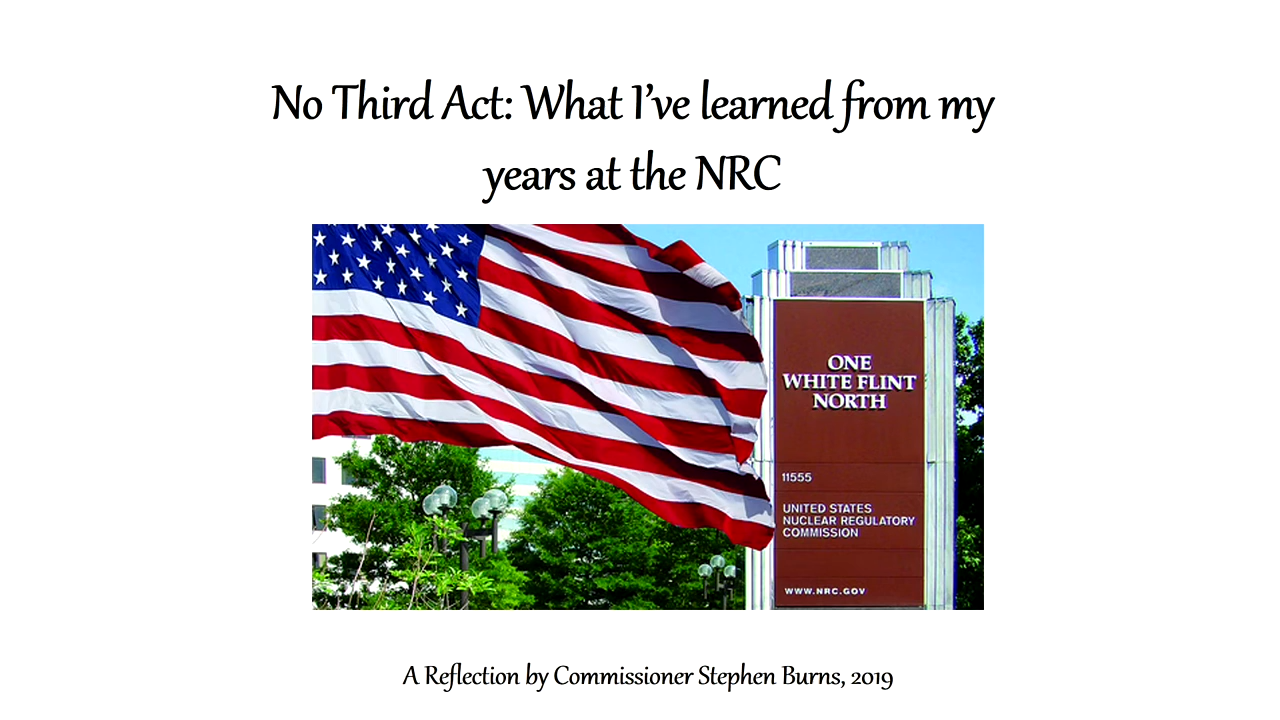 No Third Act: What I’ve learned from my
years at the NRC
ONE
WHITE FLINT
NORTH
11555
UNITED STATES
NUCLEAR REGULATORY
COMMISSION
WWW.NRC.GOV
A Reflection by Commissioner Stephen Burns, 2019